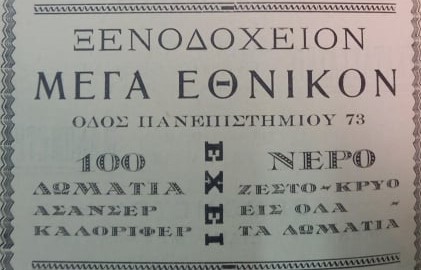 ΞΕΝΟΔΟΧΕΙΟΝ
ΜΕΓΑ ΕΘΝΙΚΟΝ
ΟΔΟΣ ΠΑΝΕΠΙΣΤΗΜΙΟΥ 73
ΕΧΕΙ
100
ΔΩΜΑΤΙΑ
ΑΣΑΝΣΕΡ
ΚΑΛΟΡΙΦΕΡ
ΝΕΡΟ
ΖΕΣΤΟ~ΚΡΥΟ
ΕΙΣ ΟΛΑ ~
ΤΑ ΔΩΜΑΤΙΑ